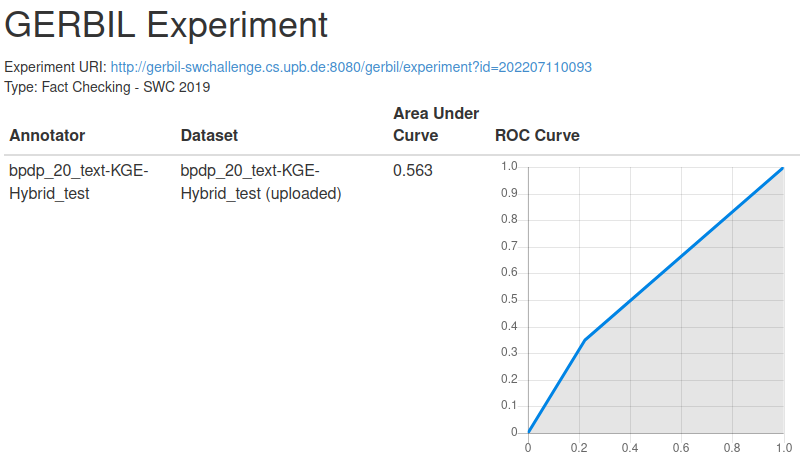 GERBIL Experiment
Experiment URI: http://gerbil-swchallenge.cs.upb.de:8080/gerbil/experiment?id=202207110093
Type: Fact Checking - SWC 2019
Annotator Dataset Area Under Curve ROC Curve
bpdp_20_text-KGE- bpdp_20_text-KGE- 0.563
Hybrid_test Hybrid_test (uploaded)
1.0
0.9
0.8
0.7
0.6
0.5
0.4
0.3
0.2
0.1
0
0 0.2 0.4 0.6 0.8 1.0